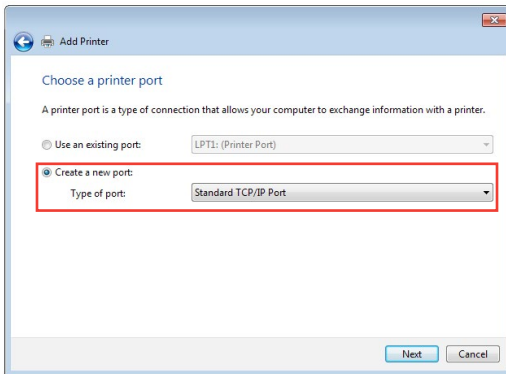 Add Printer
Choose a printer port
A printer port is a type of connection that allows your computer to exchange information with a printer.
Use an existing port: LPT1: (Printer Port)
Create a new port:
Type of port: Standard TCP/IP Port
Next Cancel